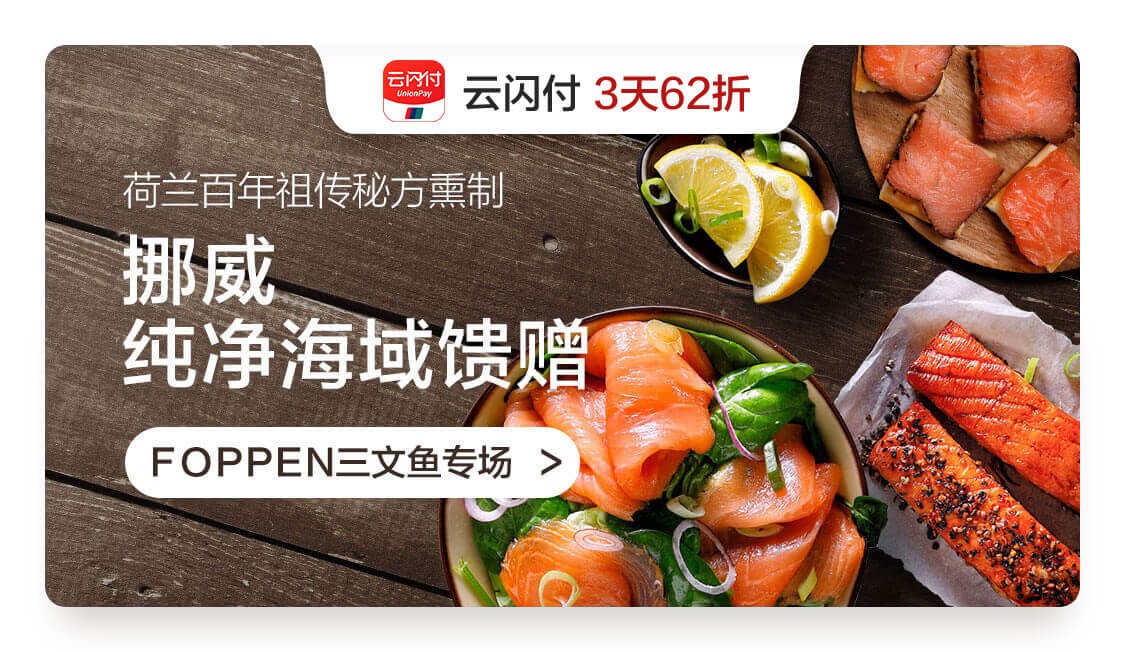 云闪付
UnionPay
云闪付 3天62折
荷兰百年祖传秘方熏制
挪威
纯净海域馈赠
FOPPEN三文鱼专场 >